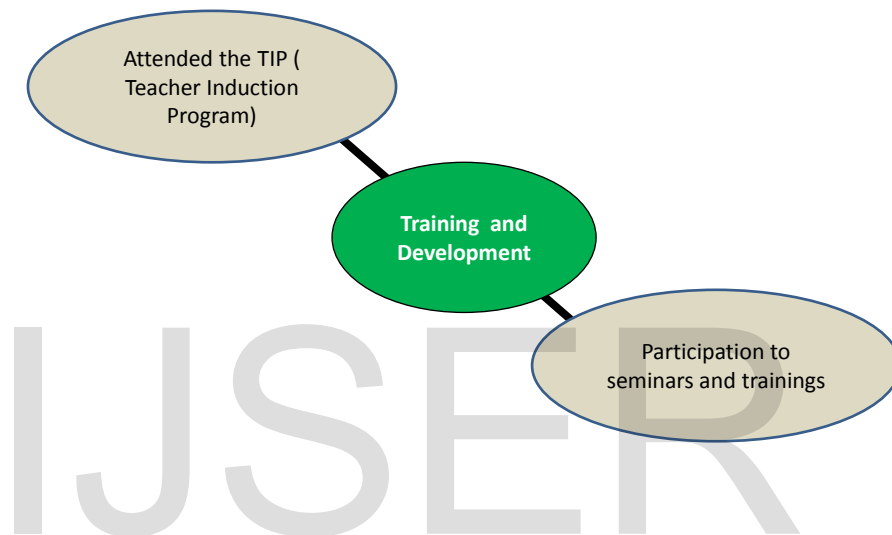 Attended the TIP (
Teacher Induction
Program)
Training and
Development
Participation to
seminars and trainings
IJSER